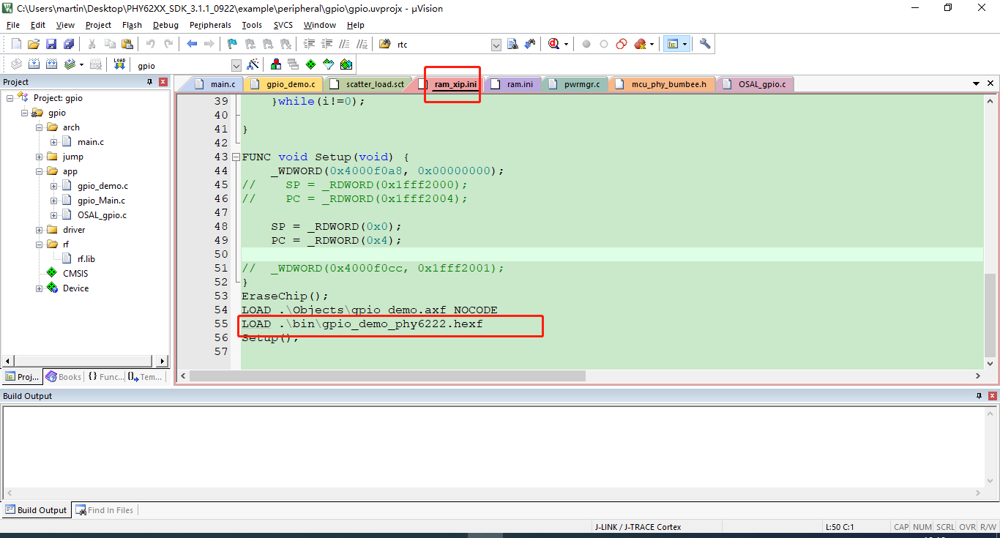 C:\Users\martin\Desktop\PHY62XX_SDK_3.1.1_0922\example\peripheral\gpio\gpio.uvprojx - µVision
File Edit View Project Flash Debug Peripherals Tools SVCS Window Help
rtc
LOAD
gpio
Project
Project: gpio
gpio
arch
main.c
jump
app
gpio_demo.c
gpio_Main.c
OSAL_gpio.c
driver
rf
rf.lib
CMSIS
Device
Proj... Books {} Func... Tem...
main.c gpio_demo.c scatter_load.sct ram_xip.ini ram.ini pwrmgr.c mcu_phy_bumbee.h OSAL_gpio.c
39 }while(i!=0);
40
41 }
42
43 FUNC void Setup(void) {
44 _WDWORD(0x4000f0a8, 0x00000000);
45 // SP = _RDWORD(0x1fff2000);
46 // PC = _RDWORD(0x1fff2004);
47
48 SP = _RDWORD(0x0);
49 PC = _RDWORD(0x4);
50
51 // _WDWORD(0x4000f0cc, 0x1fff2001);
52 }
53 EraseChip();
54 LOAD .\Objects\gpio_demo.axf NOCODE
55 LOAD .\bin\gpio_demo_phy6222.hexf
56 Setup();
57
Build Output
Build Output Find In Files
J-LINK / J-TRACE Cortex L:50 C:1 CAP NUM SCRL OVR R/W